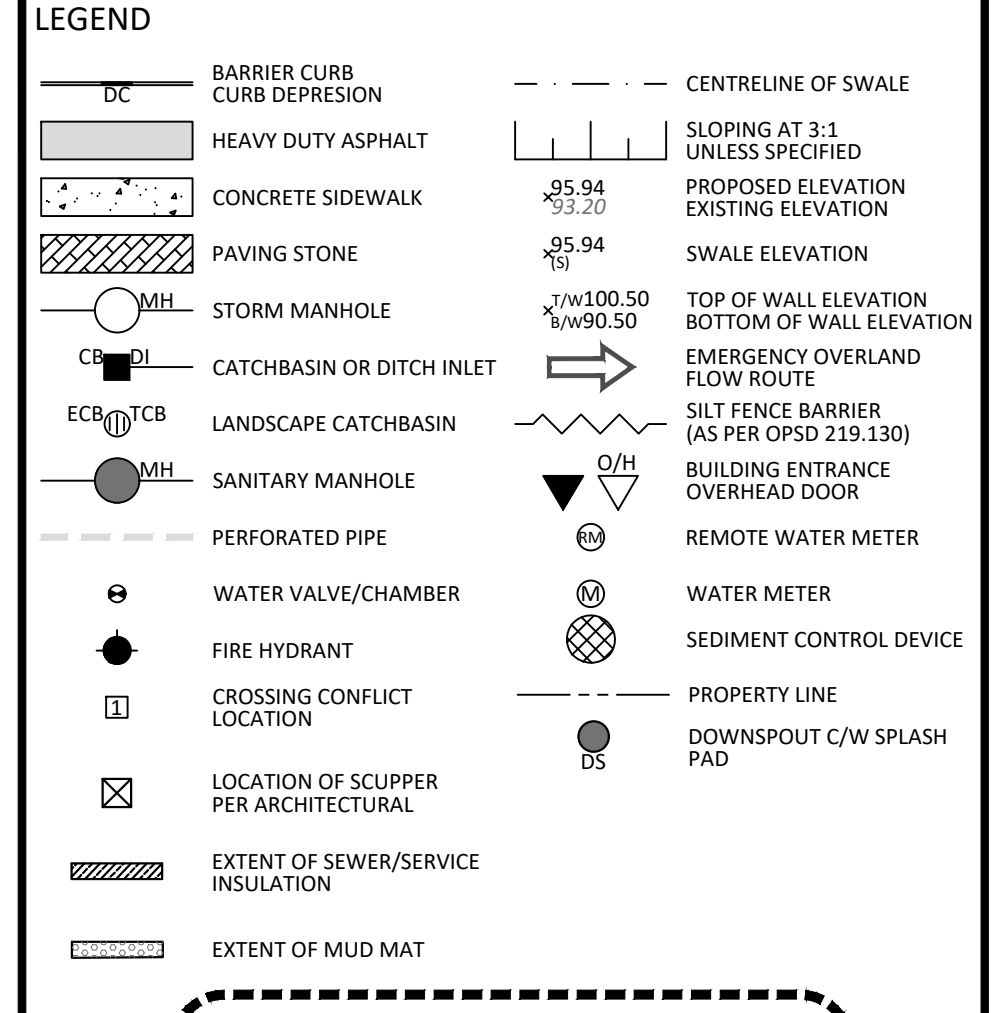 LEGEND
DC
BARRIER CURB
CURB DEPRESION
HEAVY DUTY ASPHALT
CONCRETE SIDEWALK
PAVING STONE
MH
STORM MANHOLE
CB DI
CATCHBASIN OR DITCH INLET
ECB TCB
LANDSCAPE CATCHBASIN
MH
SANITARY MANHOLE
PERFORATED PIPE
WATER VALVE/CHAMBER
FIRE HYDRANT
1
CROSSING CONFLICT
LOCATION
LOCATION OF SCUPPER
PER ARCHITECTURAL
EXTENT OF SEWER/SERVICE
INSULATION
EXTENT OF MUD MAT
CENTRELINE OF SWALE
SLOPING AT 3:1
UNLESS SPECIFIED
95.94
93.20
PROPOSED ELEVATION
EXISTING ELEVATION
95.94
(S)
SWALE ELEVATION
T/W100.50
B/W90.50
TOP OF WALL ELEVATION
BOTTOM OF WALL ELEVATION
EMERGENCY OVERLAND
FLOW ROUTE
SILT FENCE BARRIER
(AS PER OPSD 219.130)
O/H
BUILDING ENTRANCE
OVERHEAD DOOR
RM
REMOTE WATER METER
M
WATER METER
SEDIMENT CONTROL DEVICE
PROPERTY LINE
DS
DOWNSPOUT C/W SPLASH
PAD